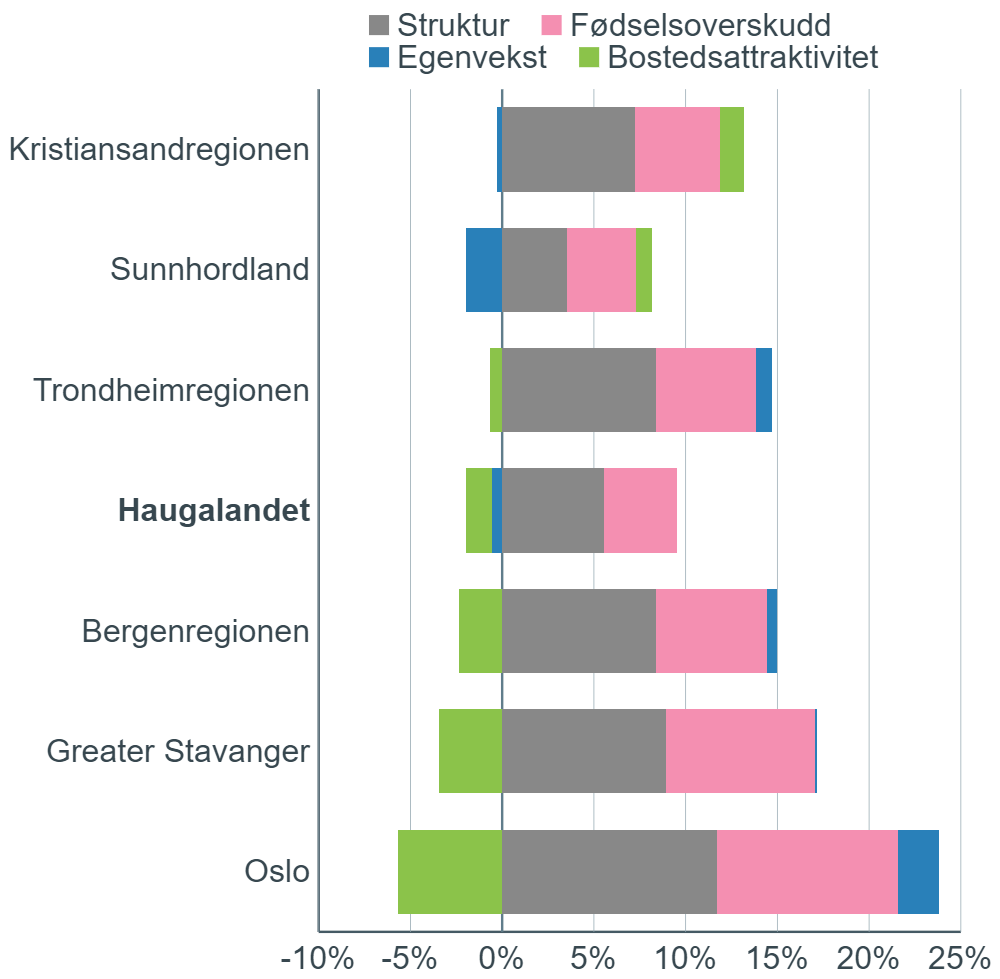 Struktur Fødselsoverskudd
Egenvekst Bostedsattraktivitet
Kristiansandregionen
Sunnhordland
Trondheimregionen
Haugalandet
Bergenregionen
Greater Stavanger
Oslo
-10% -5% 0% 5% 10% 15% 20% 25%